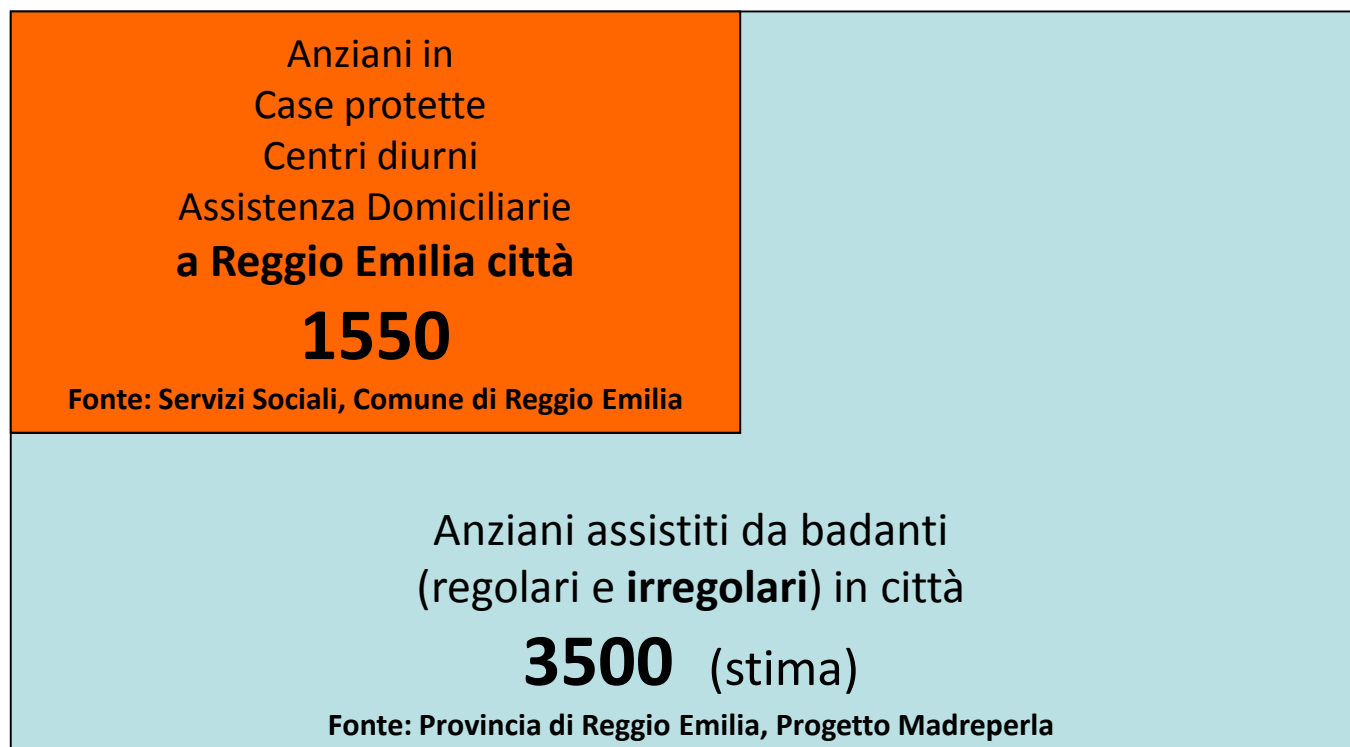 Anziani in
Case protette
Centri diurni
Assistenza Domiciliarie
a Reggio Emilia città
1550
Fonte: Servizi Sociali, Comune di Reggio Emilia
Anziani assistiti da badanti
(regolari e irregolari) in città
3500 (stima)
Fonte: Provincia di Reggio Emilia, Progetto Madreperla